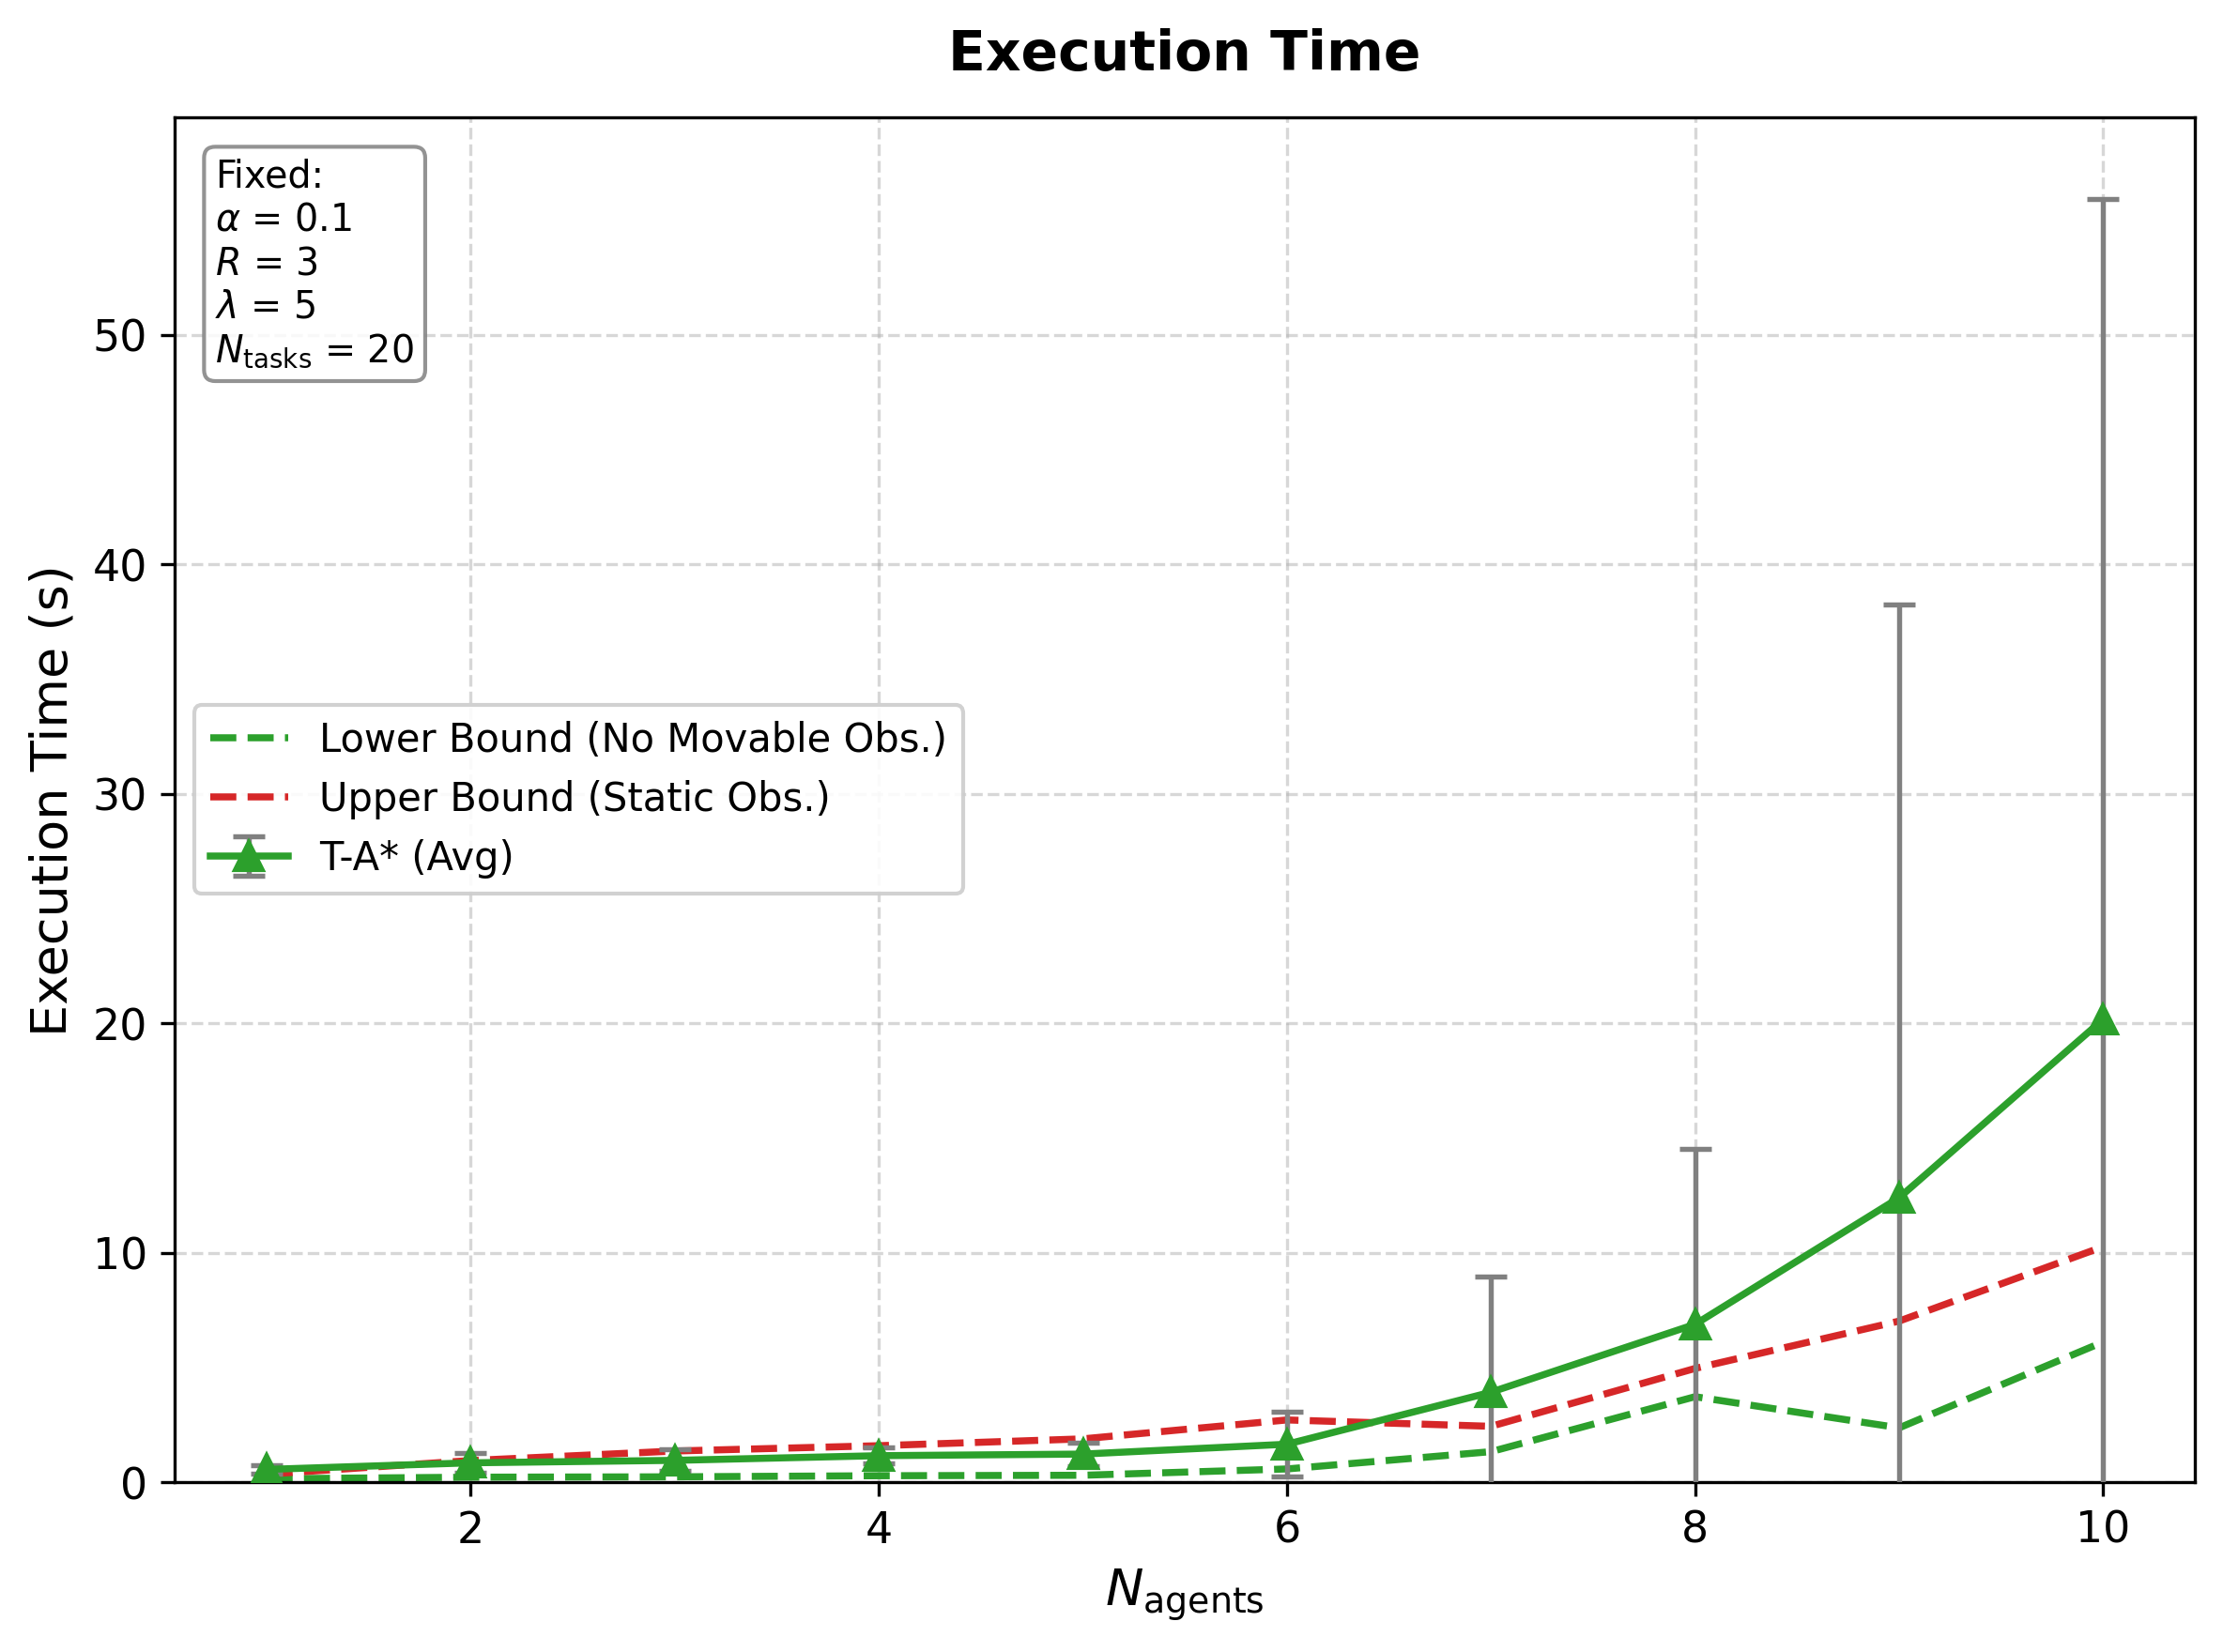 Execution Time
Fixed:
α = 0.1
R = 3
λ = 5
N_tasks = 20
Execution Time (s)
50
40
30
20
10
0
Lower Bound (No Movable Obs.)
Upper Bound (Static Obs.)
T-A* (Avg)
2 4 6 8 10
N_agents